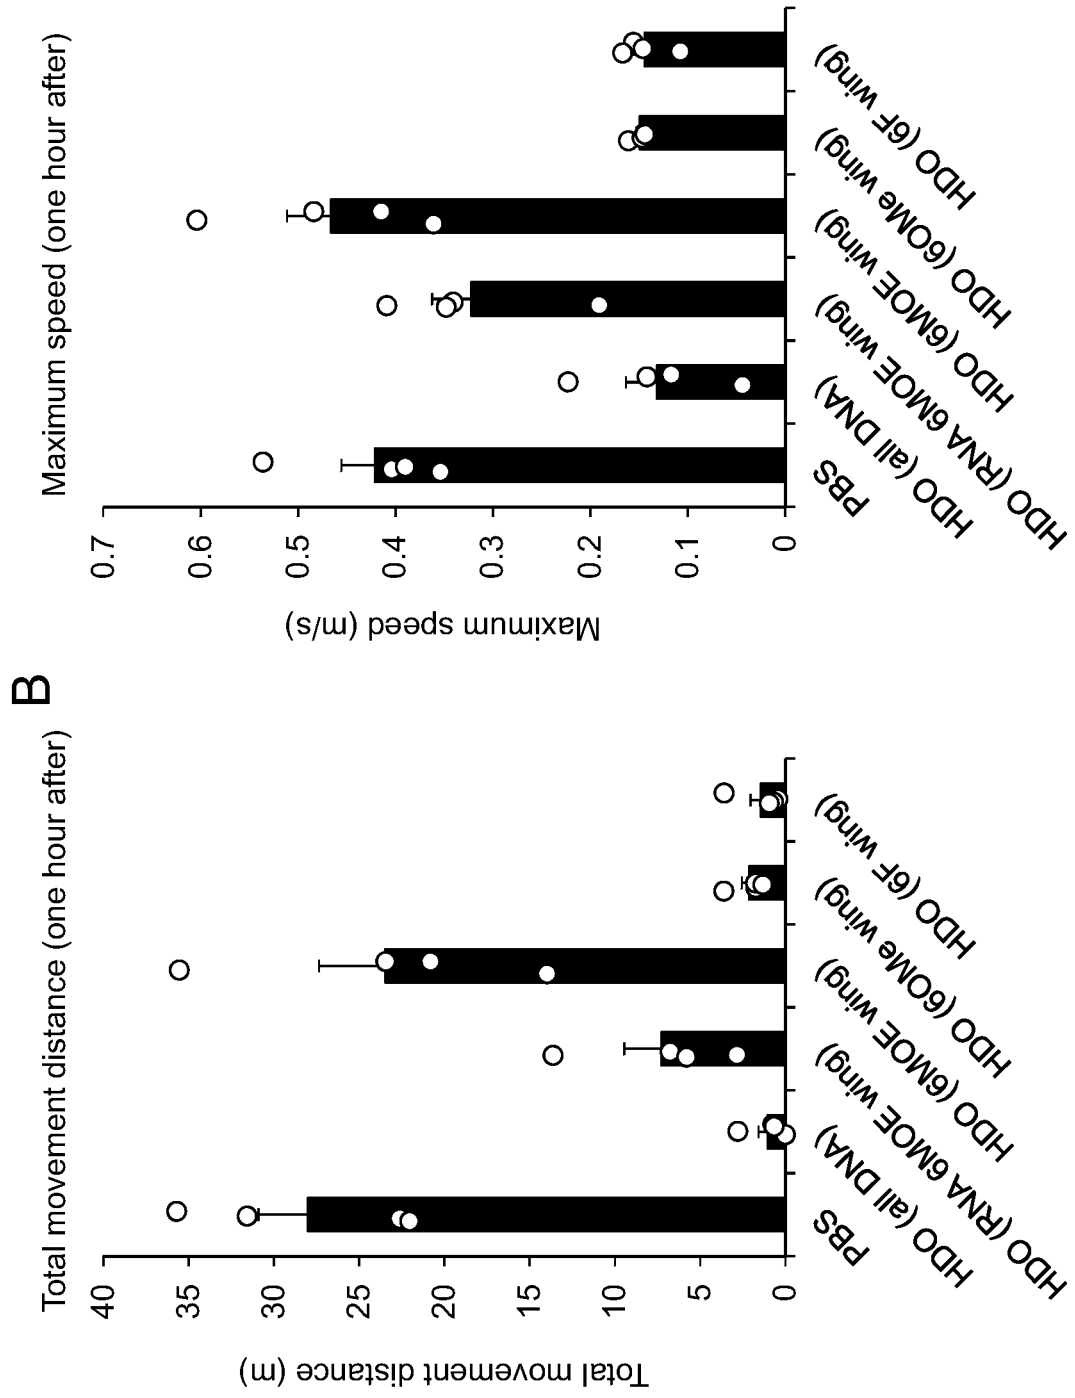 B
Total movement distance (one hour after)
Total movement distance (m)
40
35
30
25
20
15
10
5
0
PBS
HDO (all DNA)
HDO (RNA 6MOE wing)
HDO (6MOE wing)
HDO (6OMe wing)
HDO (6F wing)
Maximum speed (one hour after)
Maximum speed (m/s)
0.7
0.6
0.5
0.4
0.3
0.2
0.1
0
PBS
HDO (all DNA)
HDO (RNA 6MOE wing)
HDO (6MOE wing)
HDO (6OMe wing)
HDO (6F wing)